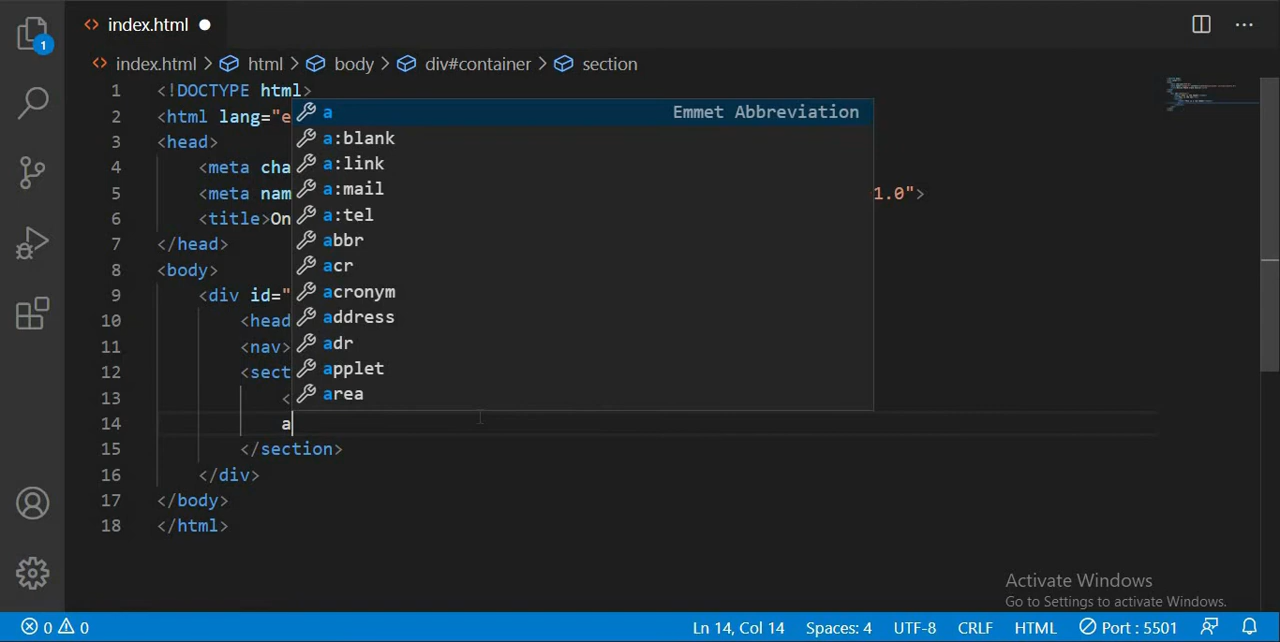 index.html
index.html > html > body > div#container > section
1 <!DOCTYPE html>
2 <html lang="e
3 <head>
4 <meta cha
5 <meta nam 1.0">
6 <title>On
7 </head>
8 <body>
9 <div id="
10 <head
11 <nav>
12 <sect
13 <
14 a
15 </section>
16 </div>
17 </body>
18 </html>
a Emmet Abbreviation
a:blank
a:link
a:mail
a:tel
abbr
acr
acronym
address
adr
applet
area
1
Activate Windows
Go to Settings to activate Windows.
0 0 Ln 14, Col 14 Spaces: 4 UTF-8 CRLF HTML Port : 5501